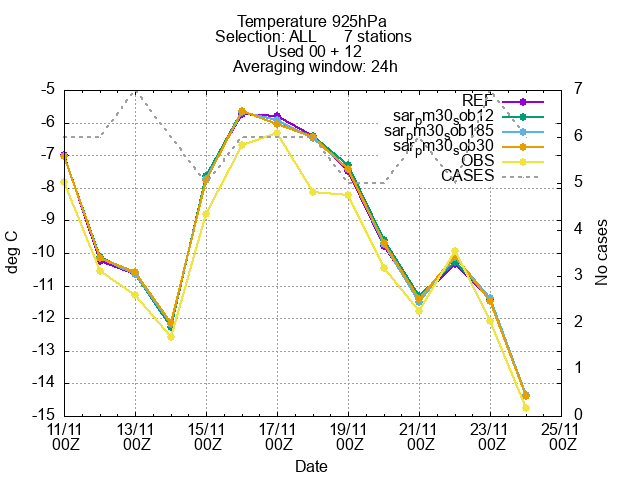 Temperature 925hPa
Selection: ALL 7 stations
Used 00 + 12
Averaging window: 24h
REF
sar_pm30_sob12
sar_pm30_sob185
sar_pm30_sob30
OBS
CASES
deg C
-5
-6
-7
-8
-9
-10
-11
-12
-13
-14
-15
7
6
5
4
3
2
1
0
No cases
11/11 13/11 15/11 17/11 19/11 21/11 23/11 25/11
00Z 00Z 00Z 00Z 00Z 00Z 00Z 00Z
Date